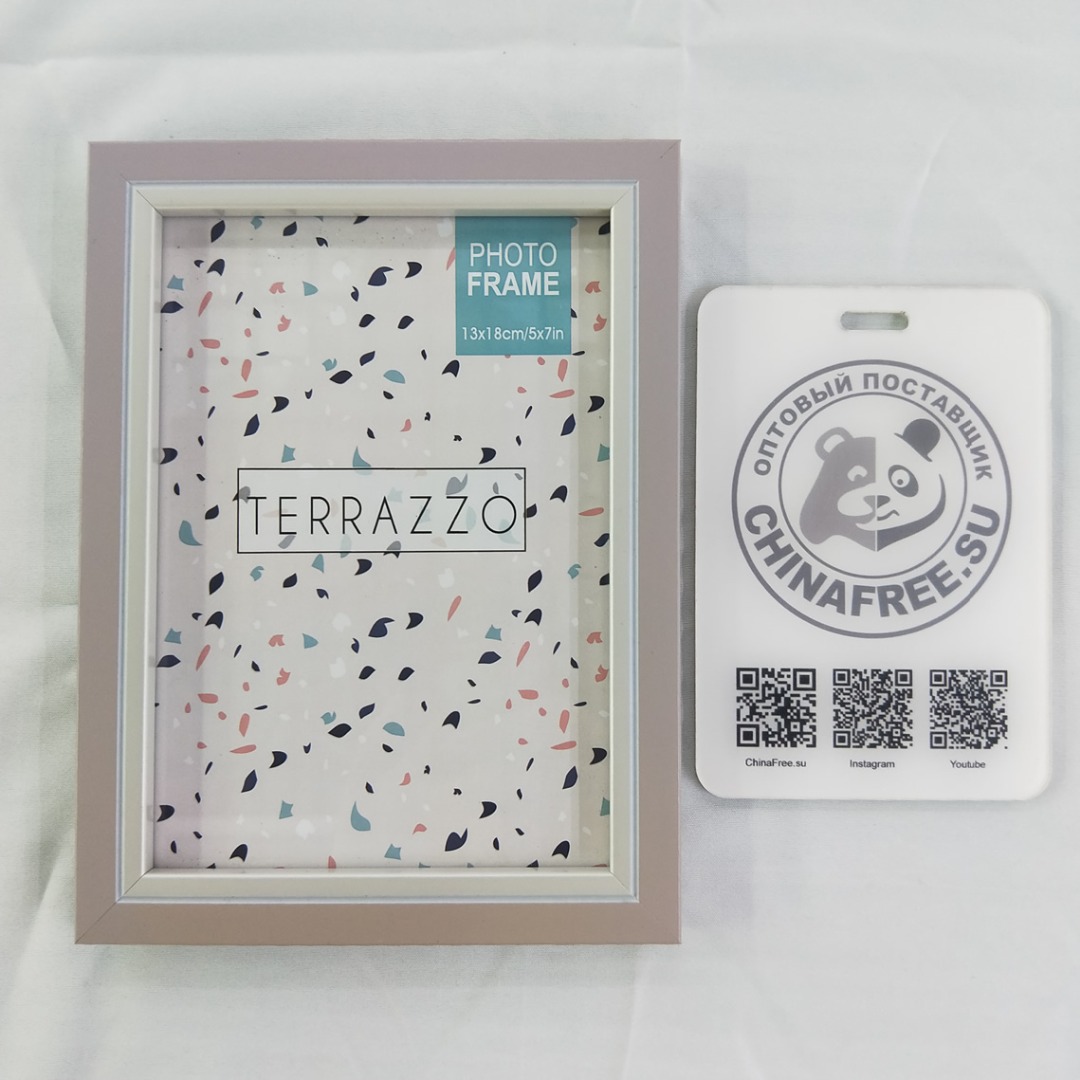 PHOTO
FRAME
13x18cm/5x7in
TERRAZZO
ОПТОВЫЙ ПОСТАВЩИК
CHINAFREE.SU
ChinaFree.su
Instagram
Youtube